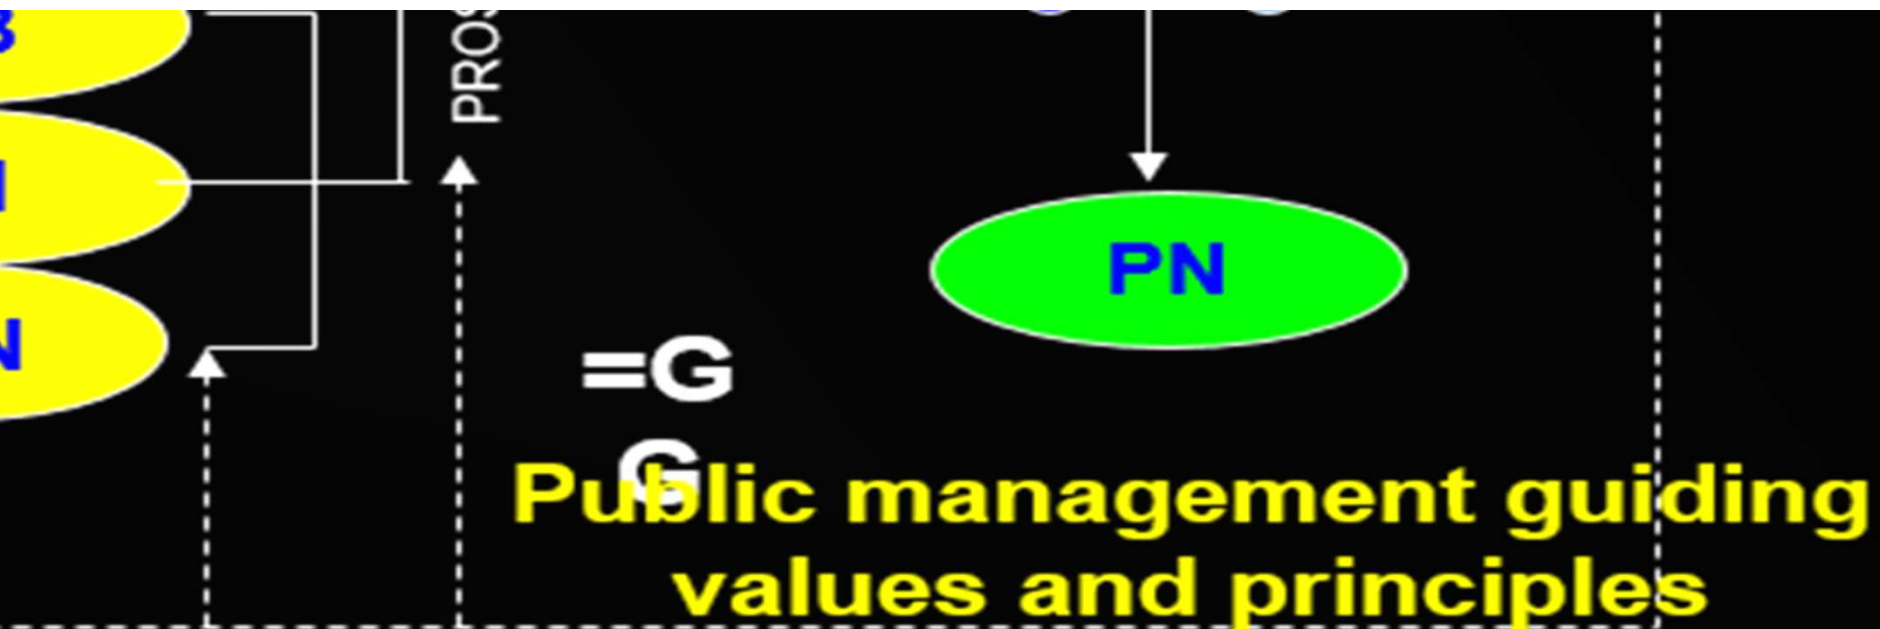 PROS
PN
=G
G
Public management guiding
values and principles